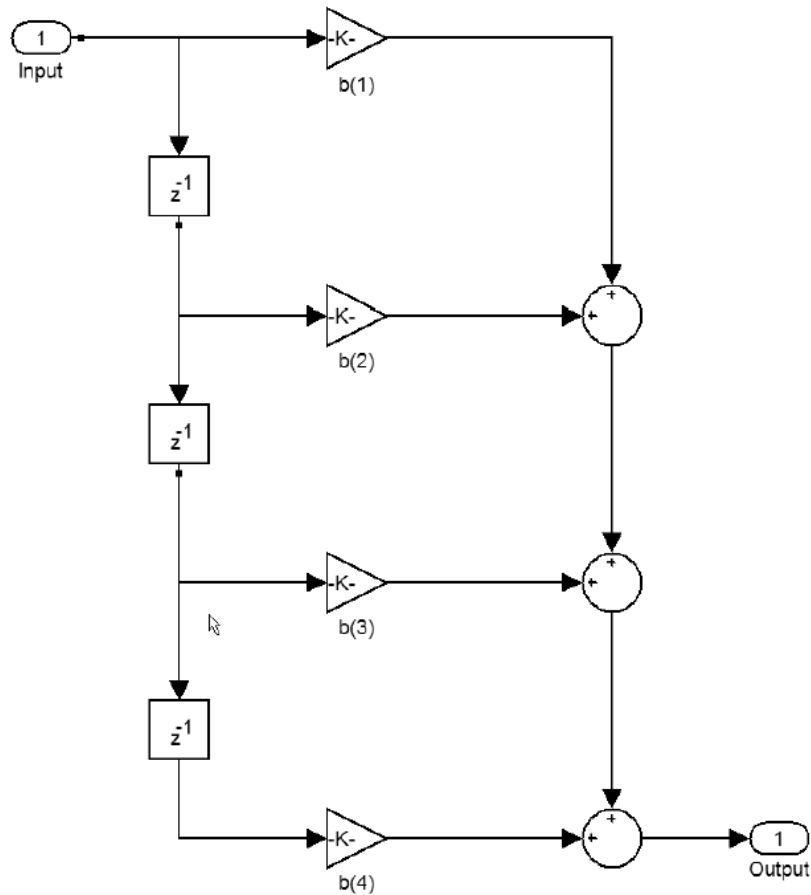 1
Input
-K-
b(1)
z-1
+
+
-K-
b(2)
z-1
+
+
-K-
b(3)
z-1
+
+
-K-
b(4)
1
Output